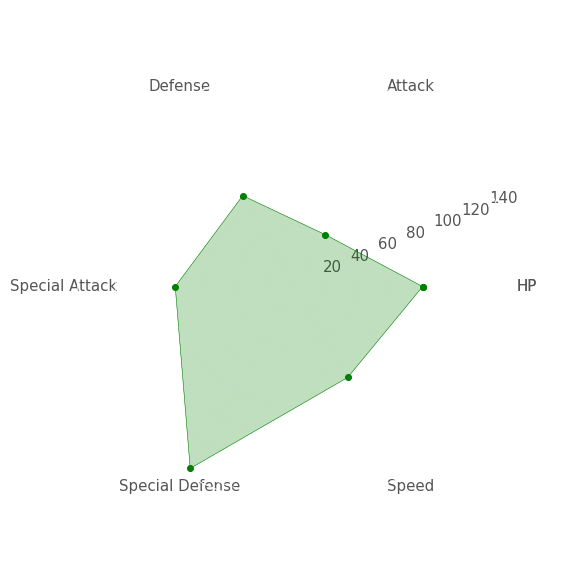 Defense
Attack
140
120
100
80
60
40
20
Special Attack
HP
Special Defense
Speed